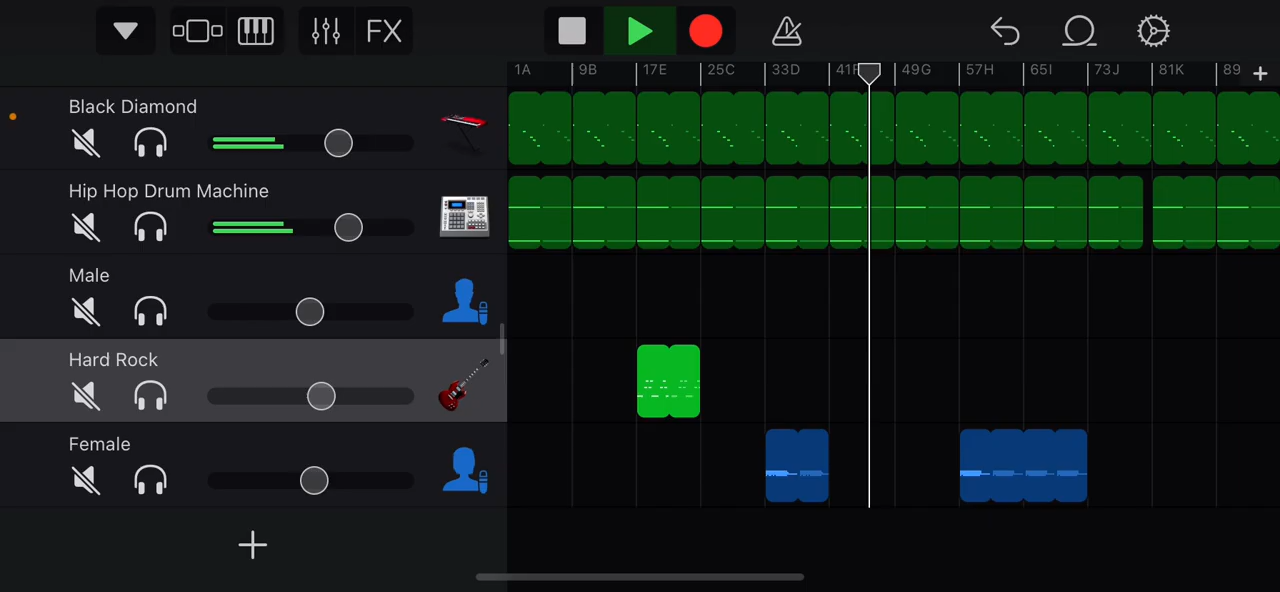 FX
1A 9B 17E 25C 33D 41F 49G 57H 65I 73J 81K 89 +
Black Diamond
Hip Hop Drum Machine
Male
Hard Rock
Female
+